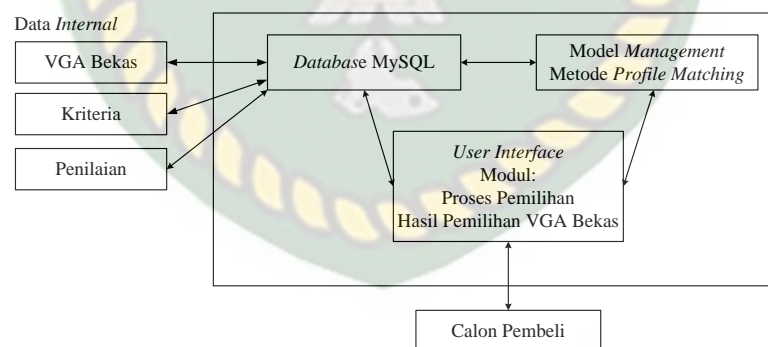 Data Internal
VGA Bekas
Kriteria
Penilaian
Database MySQL
Model Management
Metode Profile Matching
User Interface
Modul:
Proses Pemilihan
Hasil Pemilihan VGA Bekas
Calon Pembeli